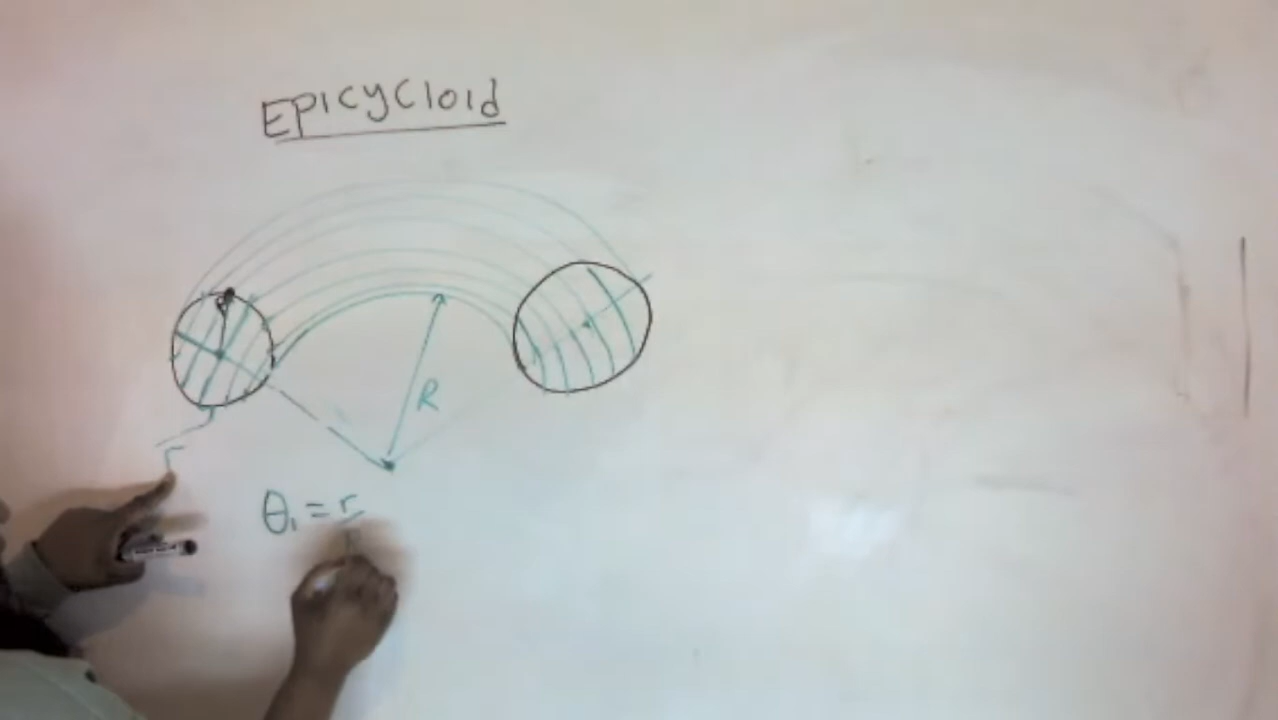 EPICYCLOID
R
r
θ₁ = r